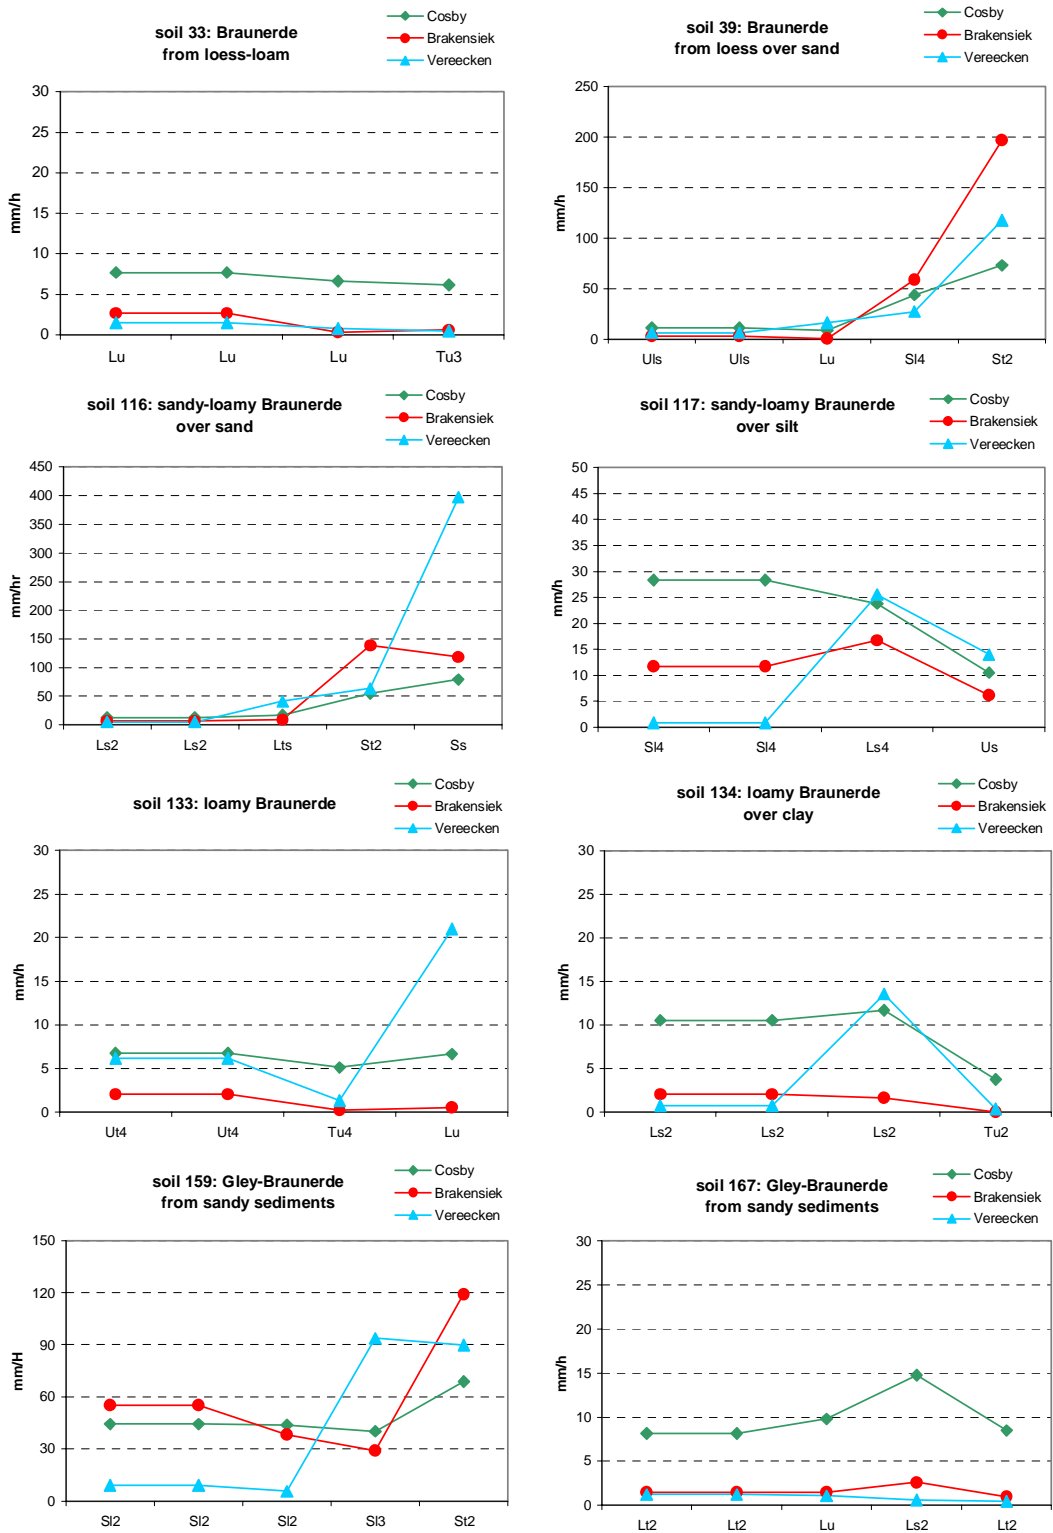 soil 33: Braunerde
from loess-loam
Cosby
Brakensiek
Vereecken
30
25
20
15
10
5
0
mm/h
Lu
Lu
Lu
Tu3
soil 39: Braunerde
from loess over sand
Cosby
Brakensiek
Vereecken
250
200
150
100
50
0
mm/h
Uls
Uls
Lu
Sl4
St2
soil 116: sandy-loamy Braunerde
over sand
Cosby
Brakensiek
Vereecken
450
400
350
300
250
200
150
100
50
0
mm/hr
Ls2
Ls2
Lts
St2
Ss
soil 117: sandy-loamy Braunerde
over silt
Cosby
Brakensiek
Vereecken
50
45
40
35
30
25
20
15
10
5
0
mm/h
Sl4
Sl4
Ls4
Us
soil 133: loamy Braunerde
Cosby
Brakensiek
Vereecken
30
25
20
15
10
5
0
mm/h
Ut4
Ut4
Tu4
Lu
soil 134: loamy Braunerde
over clay
Cosby
Brakensiek
Vereecken
30
25
20
15
10
5
0
mm/h
Ls2
Ls2
Ls2
Tu2
soil 159: Gley-Braunerde
from sandy sediments
Cosby
Brakensiek
Vereecken
150
120
90
60
30
0
mm/H
Sl2
Sl2
Sl2
Sl3
St2
soil 167: Gley-Braunerde
from sandy sediments
Cosby
Brakensiek
Vereecken
30
25
20
15
10
5
0
mm/h
Lt2
Lt2
Lu
Ls2
Lt2